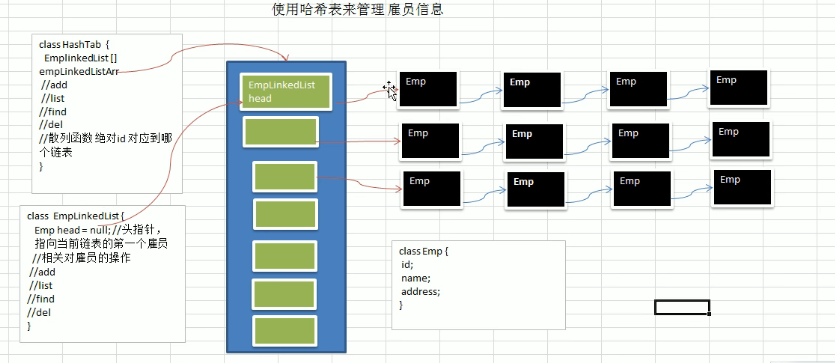 使用哈希表来管理 雇员信息
class HashTab {
EmplinkedList []
empLinkedListArr
//add
//list
//find
//del
//散列函数 绝对id 对应到哪
个链表
}
class EmpLinkedList {
Emp head = null; //头指针，
指向当前链表的第一个雇员
//相关对雇员的操作
//add
//list
//find
//del
}
EmpLinkedList
head
Emp
Emp
Emp
Emp
Emp
Emp
Emp
Emp
Emp
Emp
Emp
Emp
class Emp {
id;
name;
address;
}